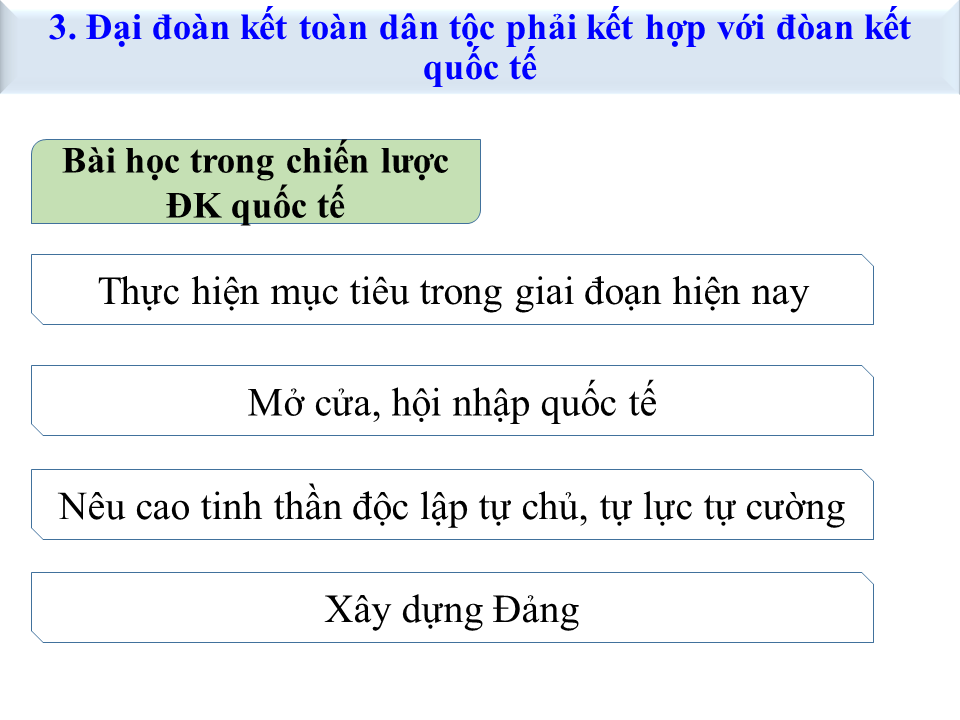 3. Đại đoàn kết toàn dân tộc phải kết hợp với đòan kết
quốc tế
Bài học trong chiến lược
ĐK quốc tế
Thực hiện mục tiêu trong giai đoạn hiện nay
Mở cửa, hội nhập quốc tế
Nêu cao tinh thần độc lập tự chủ, tự lực tự cường
Xây dựng Đảng